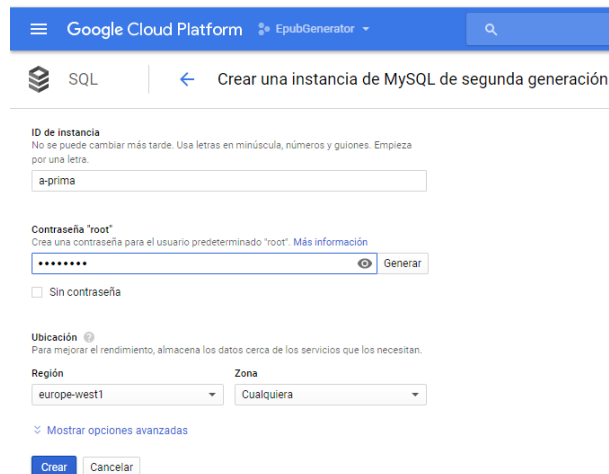 Google Cloud Platform EpubGenerator
SQL Crear una instancia de MySQL de segunda generación
ID de instancia
No se puede cambiar más tarde. Usa letras en minúscula, números y guiones. Empieza
por una letra.
a-prima
Contraseña "root"
Crea una contraseña para el usuario predeterminado "root". Más información
•••••••• Generar
Sin contraseña
Ubicación
Para mejorar el rendimiento, almacena los datos cerca de los servicios que los necesitan.
Región Zona
europe-west1 Cualquiera
Mostrar opciones avanzadas
Crear Cancelar